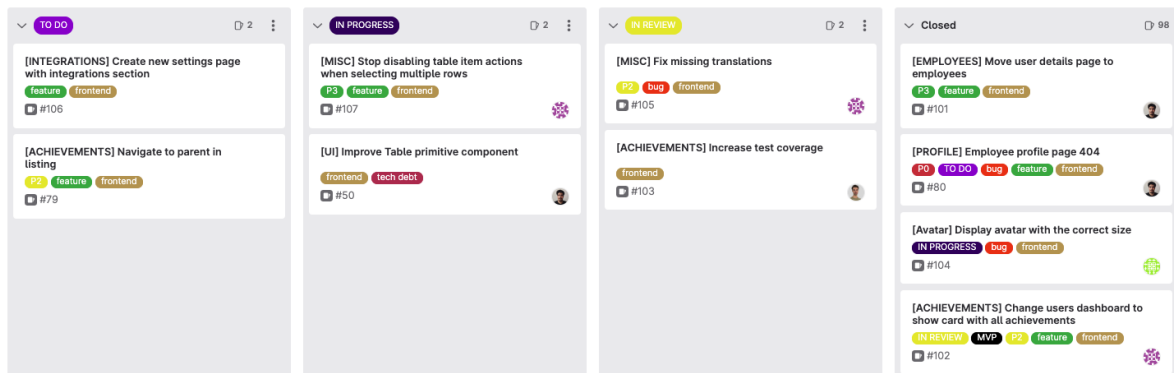 TO DO
2
[INTEGRATIONS] Create new settings page
with integrations section
feature frontend
#106
[ACHIEVEMENTS] Navigate to parent in
listing
P2 feature frontend
#79
IN PROGRESS
2
[MISC] Stop disabling table item actions
when selecting multiple rows
P3 feature frontend
#107
[UI] Improve Table primitive component
frontend tech debt
#50
IN REVIEW
2
[MISC] Fix missing translations
P2 bug frontend
#105
[ACHIEVEMENTS] Increase test coverage
frontend
#103
Closed
98
[EMPLOYEES] Move user details page to
employees
P3 feature frontend
#101
[PROFILE] Employee profile page 404
P0 TO DO bug feature frontend
#80
[Avatar] Display avatar with the correct size
IN PROGRESS bug frontend
#104
[ACHIEVEMENTS] Change users dashboard to
show card with all achievements
IN REVIEW MVP P2 feature frontend
#102